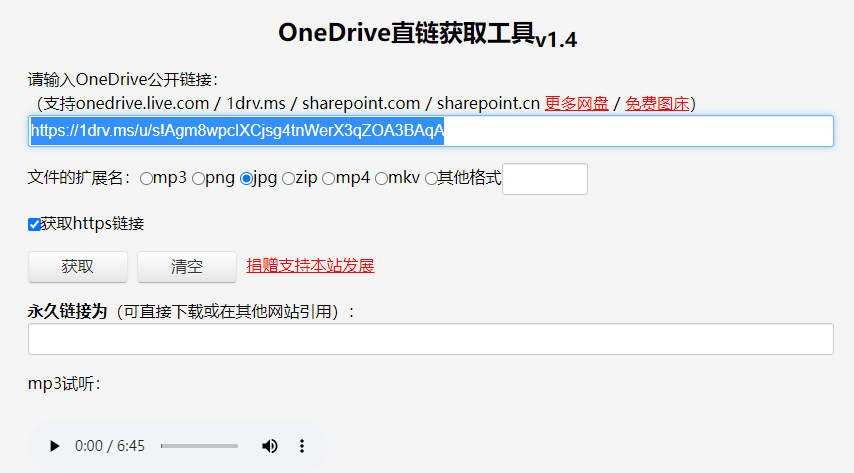 OneDrive直链获取工具v1.4
请输入OneDrive公开链接：
（支持onedrive.live.com / 1drv.ms / sharepoint.com / sharepoint.cn 更多网盘 / 免费图床）
https://1drv.ms/u/s!Agm8wpclXCjsg4tnWerX3qZOA3BAqA
文件的扩展名：mp3 png jpg zip mp4 mkv 其他格式
获取https链接
获取 清空 捐赠支持本站发展
永久链接为（可直接下载或在其他网站引用）：
mp3试听：
0:00 / 6:45